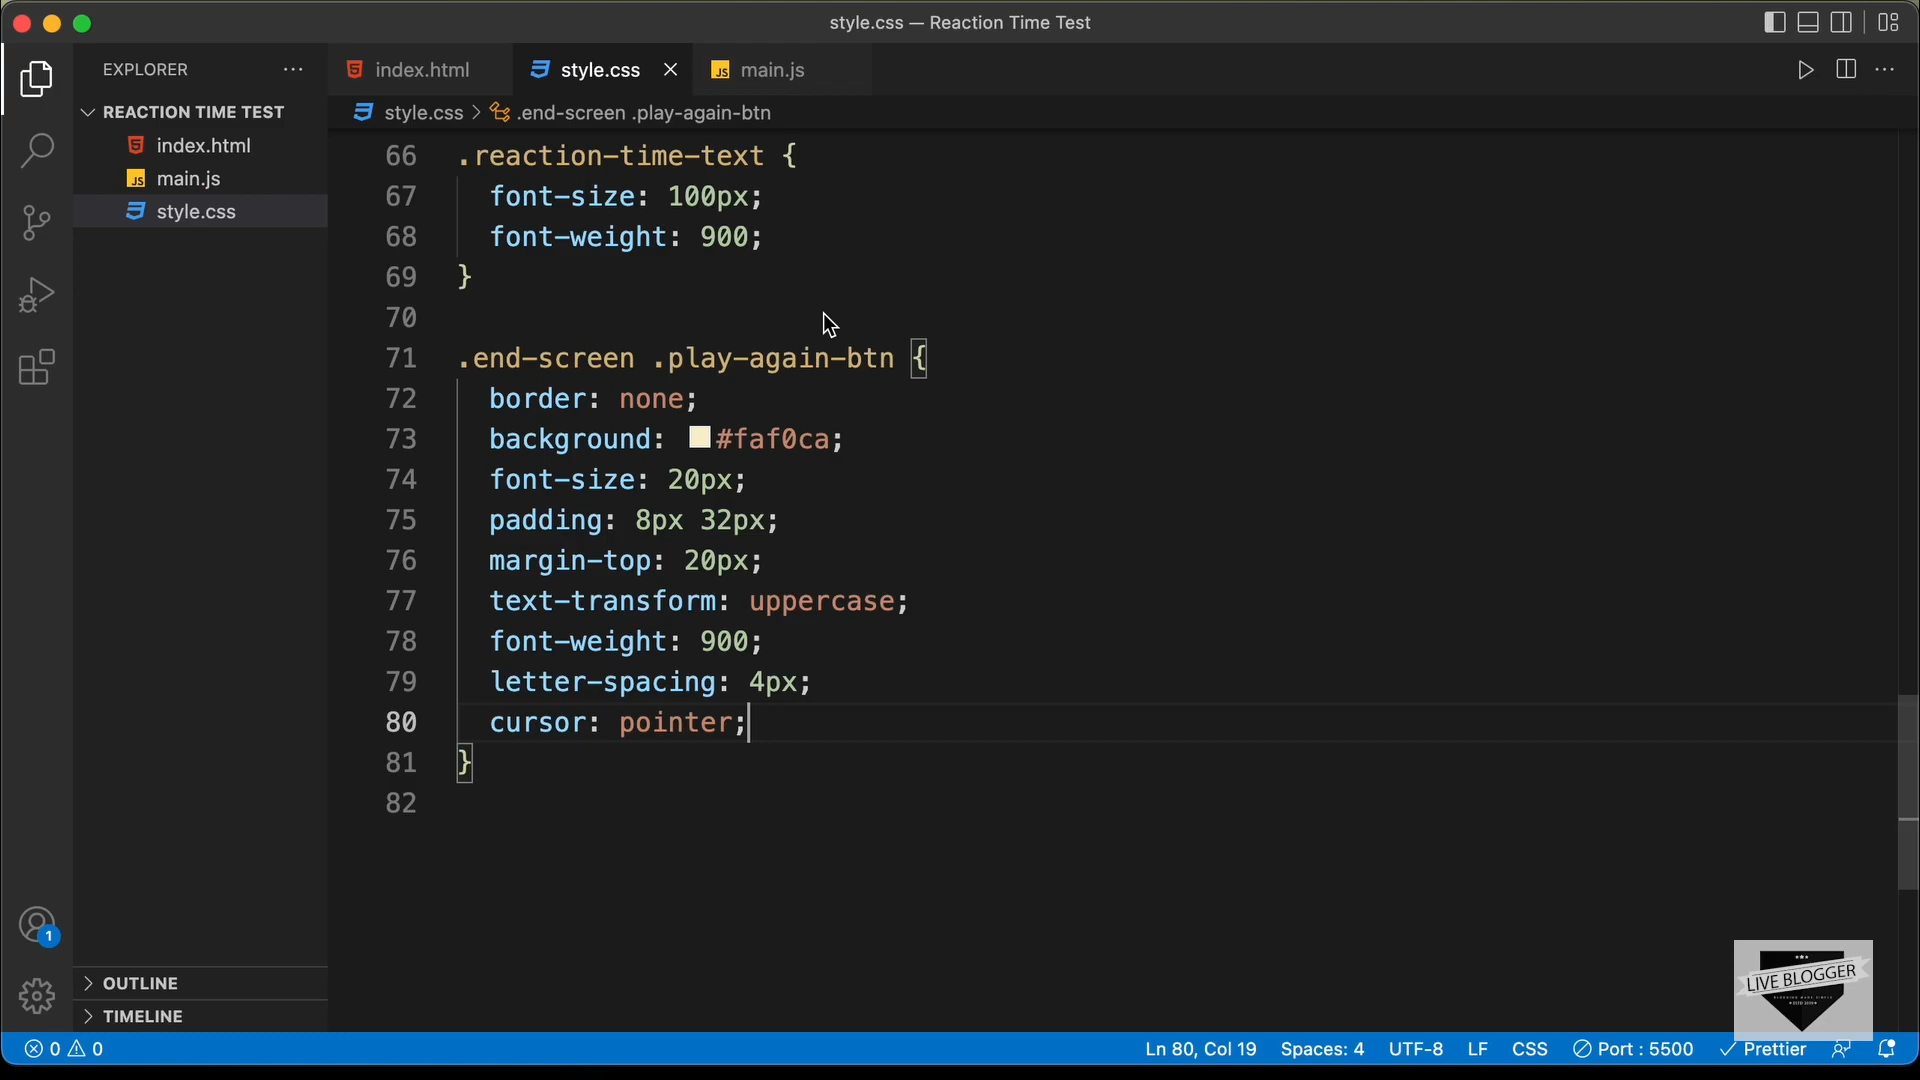 style.css — Reaction Time Test
EXPLORER
index.html
style.css
main.js
REACTION TIME TEST
index.html
main.js
style.css
style.css > .end-screen .play-again-btn
66 .reaction-time-text {
67 font-size: 100px;
68 font-weight: 900;
69 }
70
71 .end-screen .play-again-btn {
72 border: none;
73 background: #faf0ca;
74 font-size: 20px;
75 padding: 8px 32px;
76 margin-top: 20px;
77 text-transform: uppercase;
78 font-weight: 900;
79 letter-spacing: 4px;
80 cursor: pointer;
81 }
82
1
OUTLINE
TIMELINE
LIVE BLOGGER
0 0
Ln 80, Col 19 Spaces: 4 UTF-8 LF CSS Port : 5500 Prettier